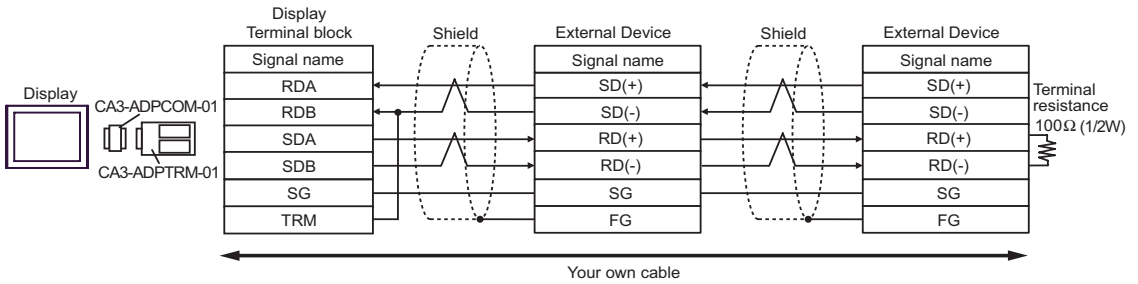 Display
Terminal block
Shield
External Device
Shield
External Device
Signal name
Signal name
Signal name
RDA
SD(+)
SD(+)
Display
CA3-ADPCOM-01
RDB
SD(-)
SD(-)
Terminal
resistance
100Ω (1/2W)
SDA
RD(+)
RD(+)
CA3-ADPTRM-01
SDB
RD(-)
RD(-)
SG
SG
SG
TRM
FG
FG
Your own cable